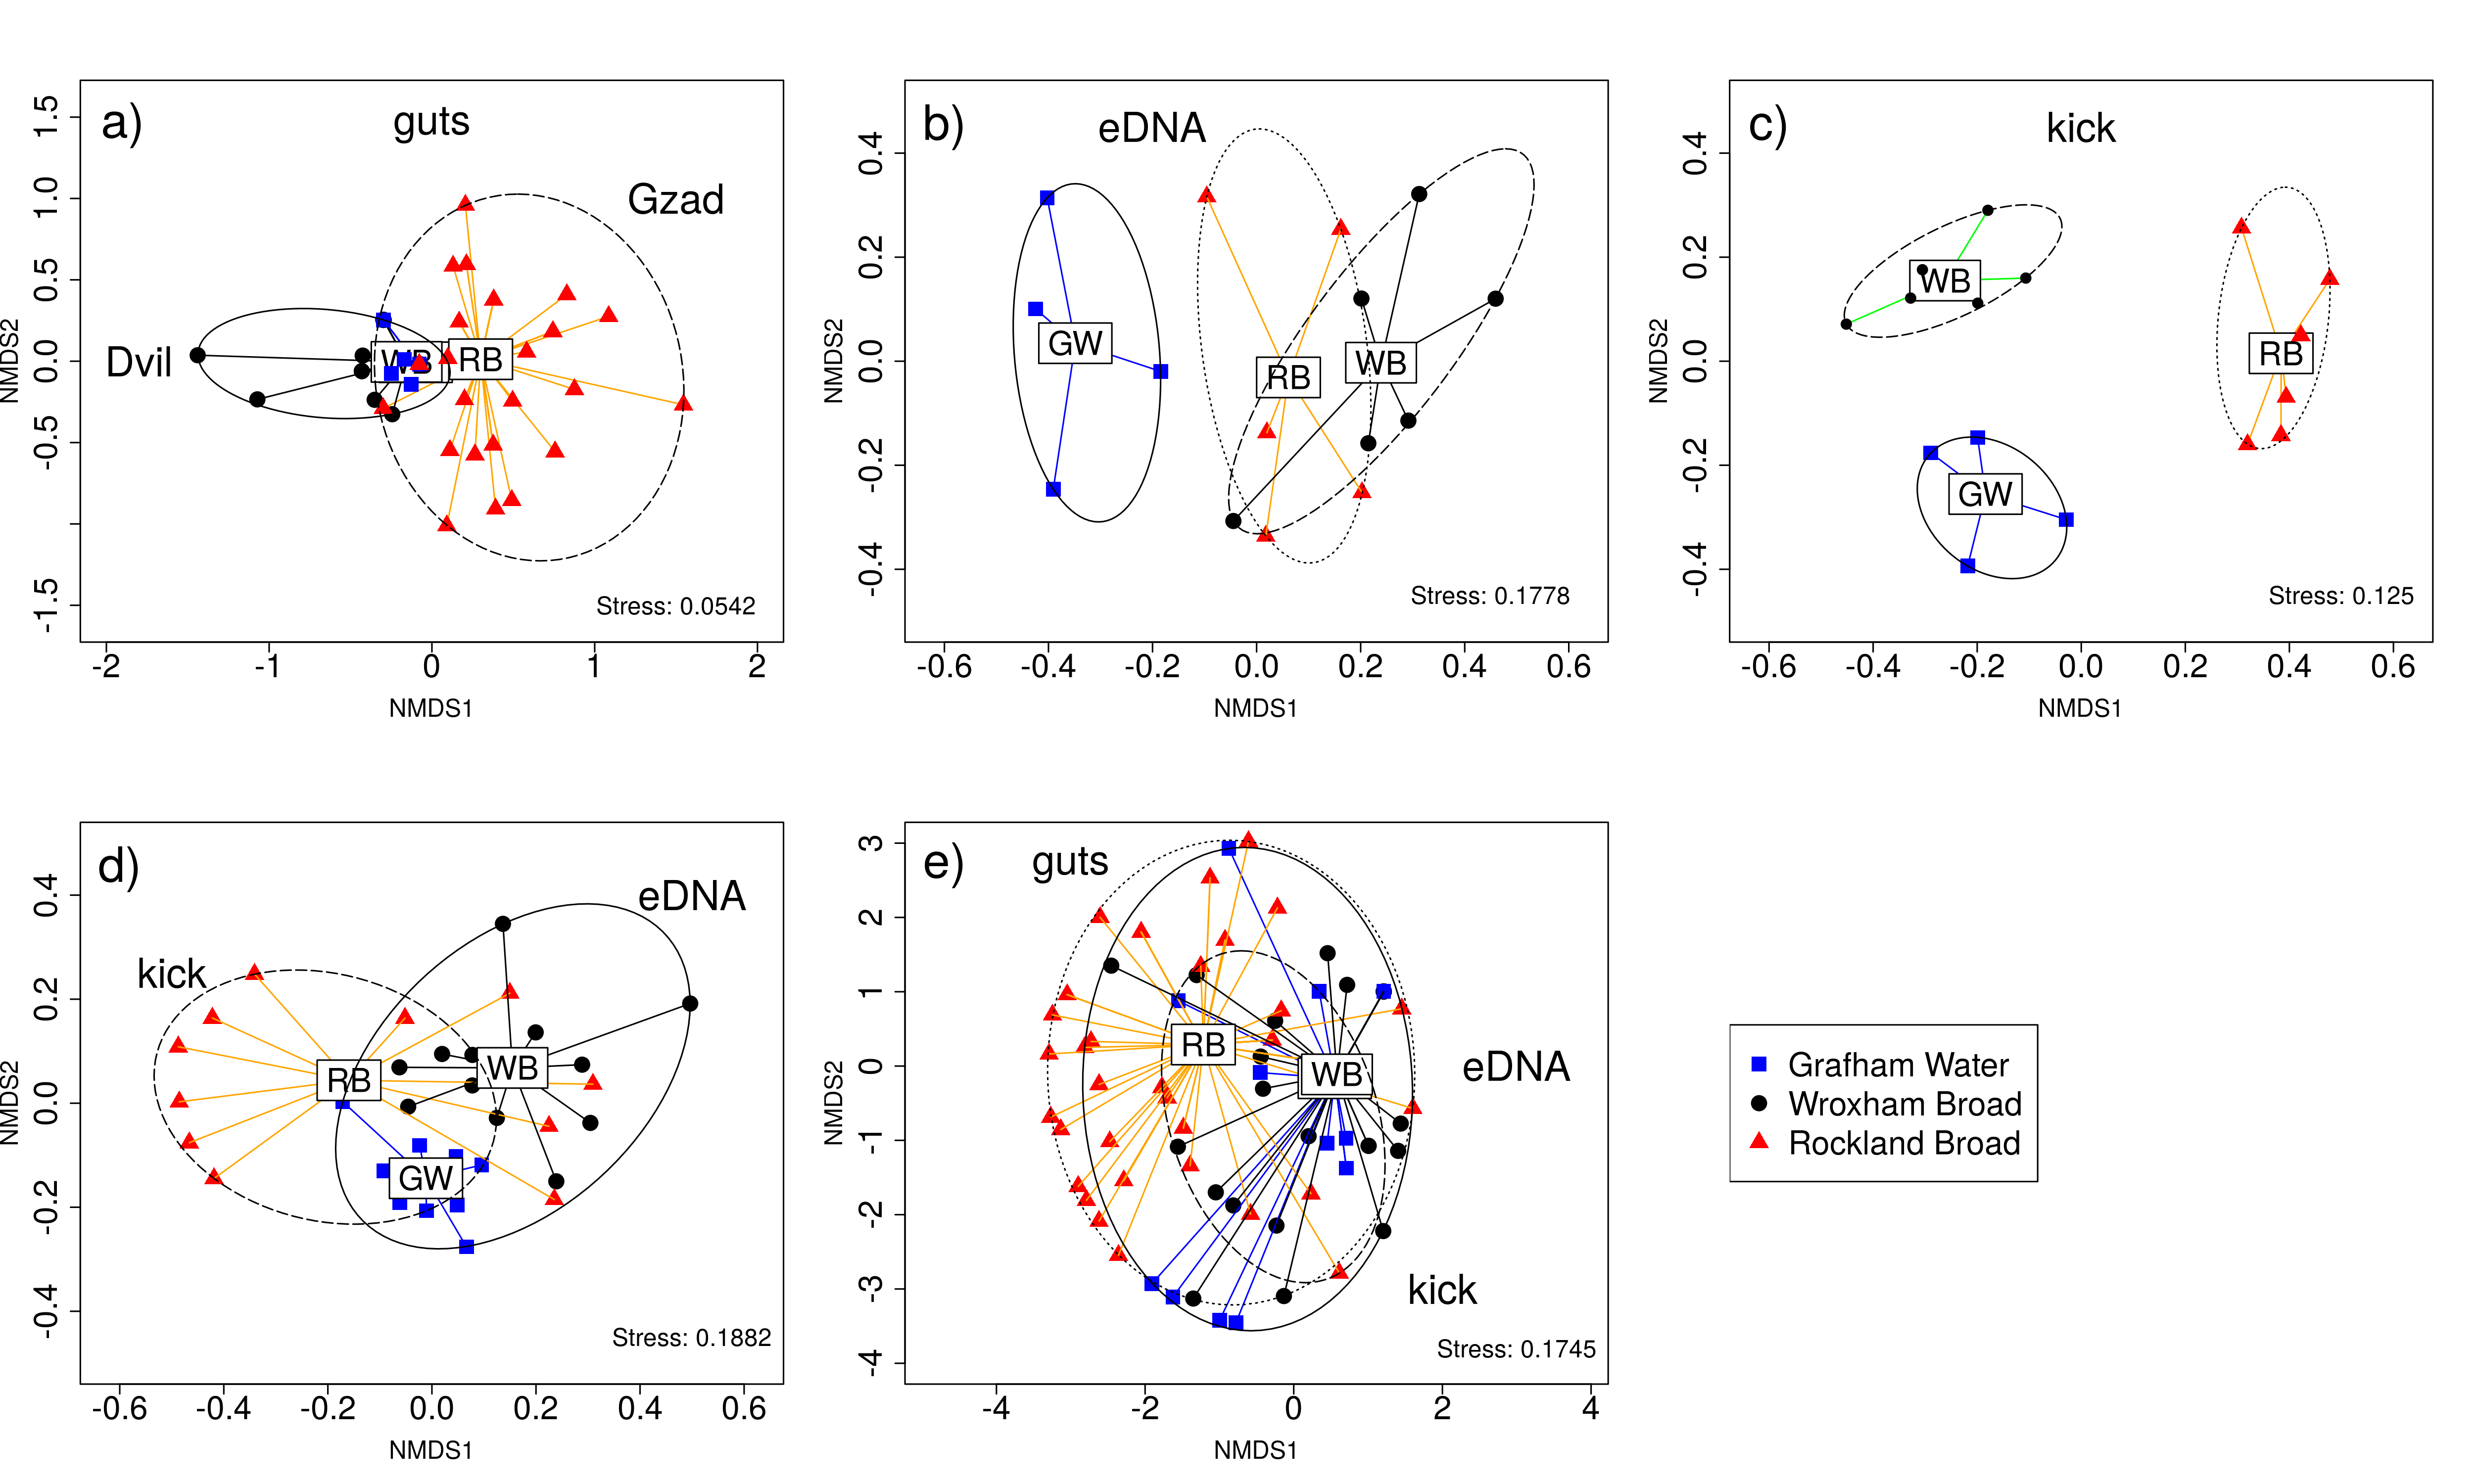 a)
guts
Gzad
Dvil
WB
RB
Stress: 0.0542
1.5
1.0
0.5
0.0
-0.5
-1.5
NMDS2
-2 -1 0 1 2
NMDS1
b)
eDNA
GW
RB
WB
Stress: 0.1778
0.4
0.2
0.0
-0.2
-0.4
NMDS2
-0.6 -0.4 -0.2 0.0 0.2 0.4 0.6
NMDS1
c)
kick
WB
RB
GW
Stress: 0.125
0.4
0.2
0.0
-0.2
-0.4
NMDS2
-0.6 -0.4 -0.2 0.0 0.2 0.4 0.6
NMDS1
d)
eDNA
kick
RB
WB
GW
Stress: 0.1882
0.4
0.2
0.0
-0.2
-0.4
NMDS2
-0.6 -0.4 -0.2 0.0 0.2 0.4 0.6
NMDS1
e)
guts
RB
WB
eDNA
kick
Stress: 0.1745
3
2
1
0
-1
-2
-3
-4
NMDS2
-4 -2 0 2 4
NMDS1
Grafham Water
Wroxham Broad
Rockland Broad